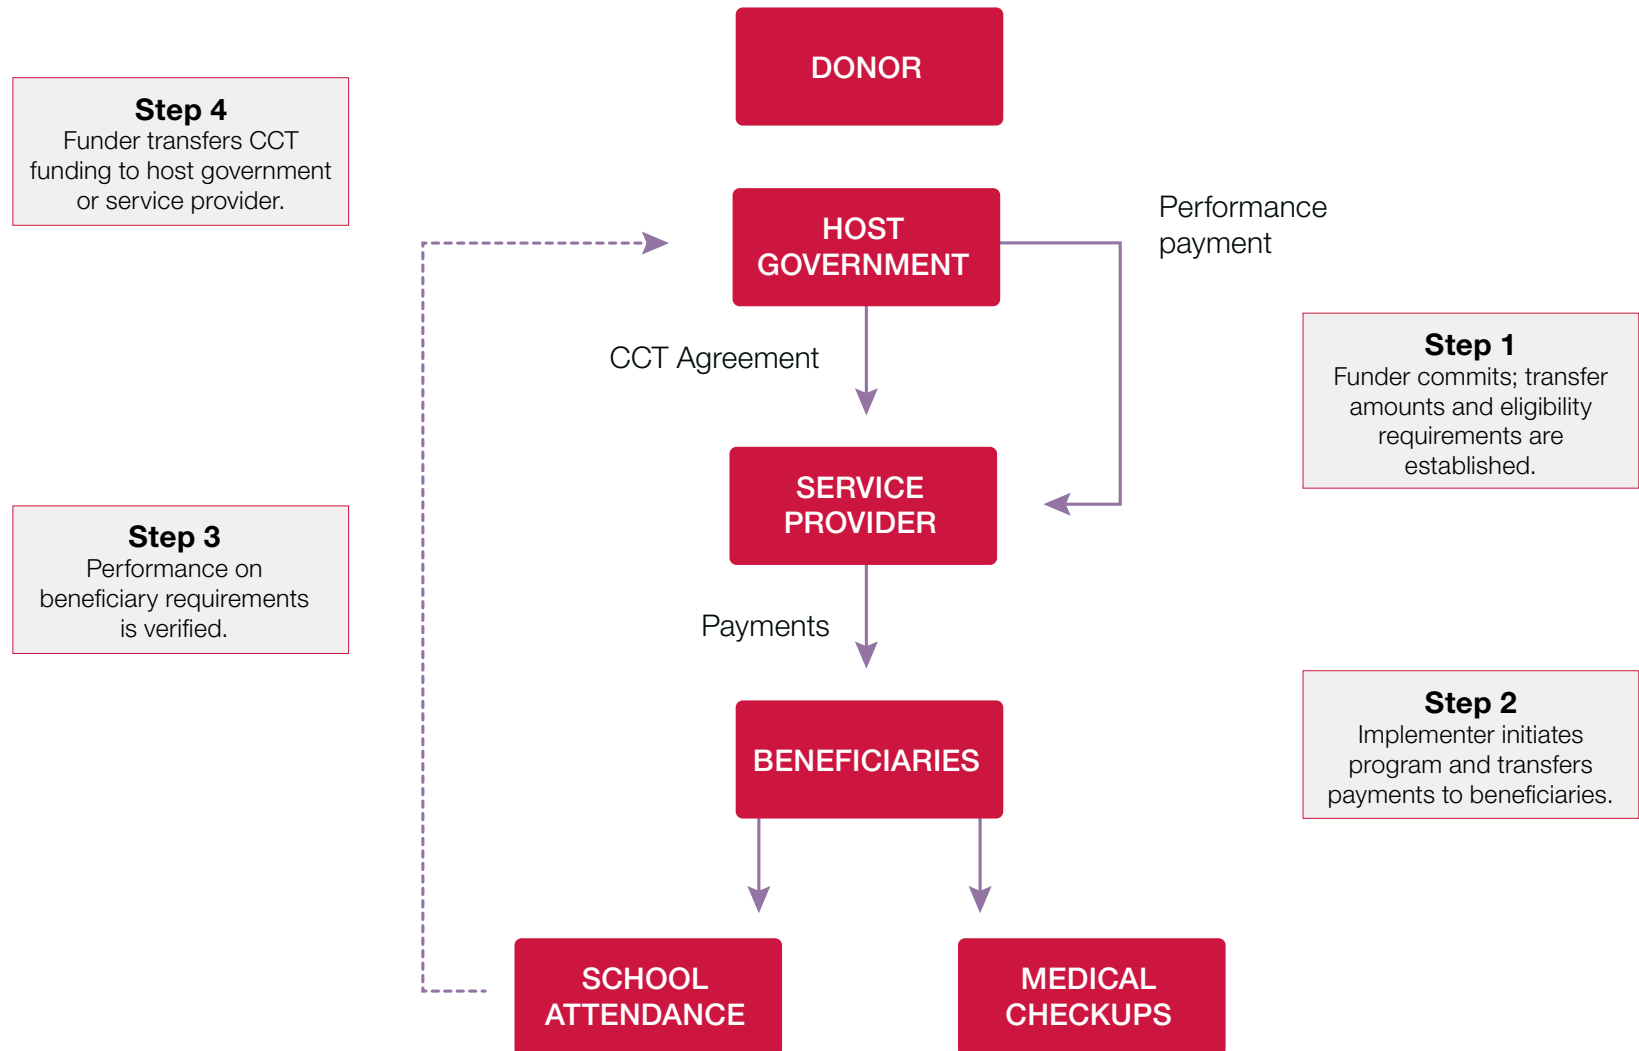 DONOR
Step 4
Funder transfers CCT
funding to host government
or service provider.
HOST
GOVERNMENT
Performance
payment
CCT Agreement
Step 1
Funder commits; transfer
amounts and eligibility
requirements are
established.
SERVICE
PROVIDER
Step 3
Performance on
beneficiary requirements
is verified.
Payments
Step 2
Implementer initiates
program and transfers
payments to beneficiaries.
BENEFICIARIES
SCHOOL
ATTENDANCE
MEDICAL
CHECKUPS